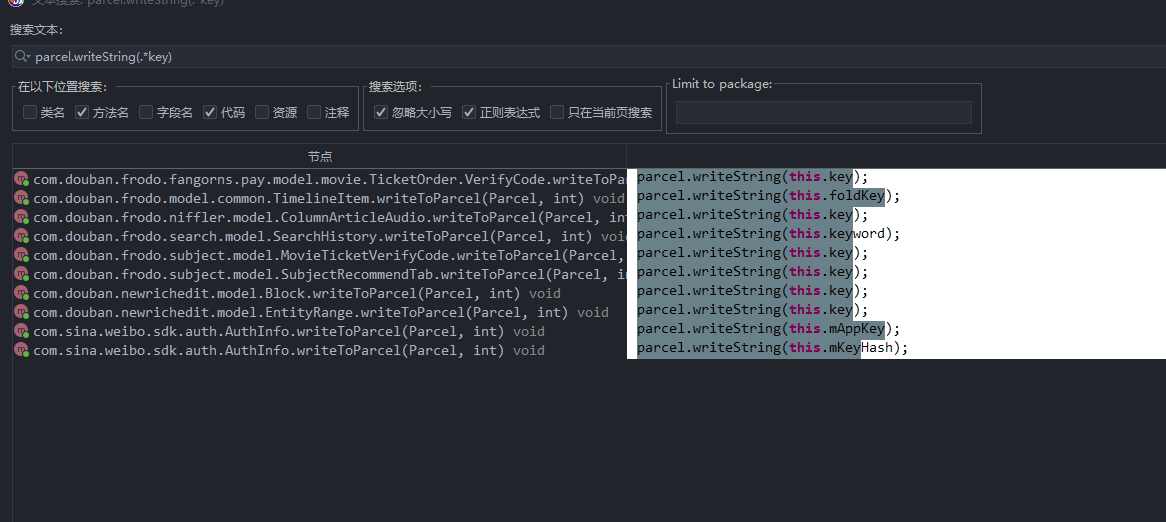 文本搜索: parcel.writeString(.*key)
搜索文本:
parcel.writeString(.*key)
在以下位置搜索:
类名 方法名 字段名 代码 资源 注释
搜索选项:
忽略大小写 正则表达式 只在当前页搜索
Limit to package:
节点
com.douban.frodo.fangorns.pay.model.movie.TicketOrder.VerifyCode.writeToPar parcel.writeString(this.key);
com.douban.frodo.model.common.TimelineItem.writeToParcel(Parcel, int) void parcel.writeString(this.foldKey);
com.douban.frodo.niffler.model.ColumnArticleAudio.writeToParcel(Parcel, int parcel.writeString(this.key);
com.douban.frodo.search.model.SearchHistory.writeToParcel(Parcel, int) void parcel.writeString(this.keyword);
com.douban.frodo.subject.model.MovieTicketVerifyCode.writeToParcel(Parcel, parcel.writeString(this.key);
com.douban.frodo.subject.model.SubjectRecommendTab.writeToParcel(Parcel, in parcel.writeString(this.key);
com.douban.newrichedit.model.Block.writeToParcel(Parcel, int) void parcel.writeString(this.key);
com.douban.newrichedit.model.EntityRange.writeToParcel(Parcel, int) void parcel.writeString(this.key);
com.sina.weibo.sdk.auth.AuthInfo.writeToParcel(Parcel, int) void parcel.writeString(this.mAppKey);
com.sina.weibo.sdk.auth.AuthInfo.writeToParcel(Parcel, int) void parcel.writeString(this.mKeyHash);